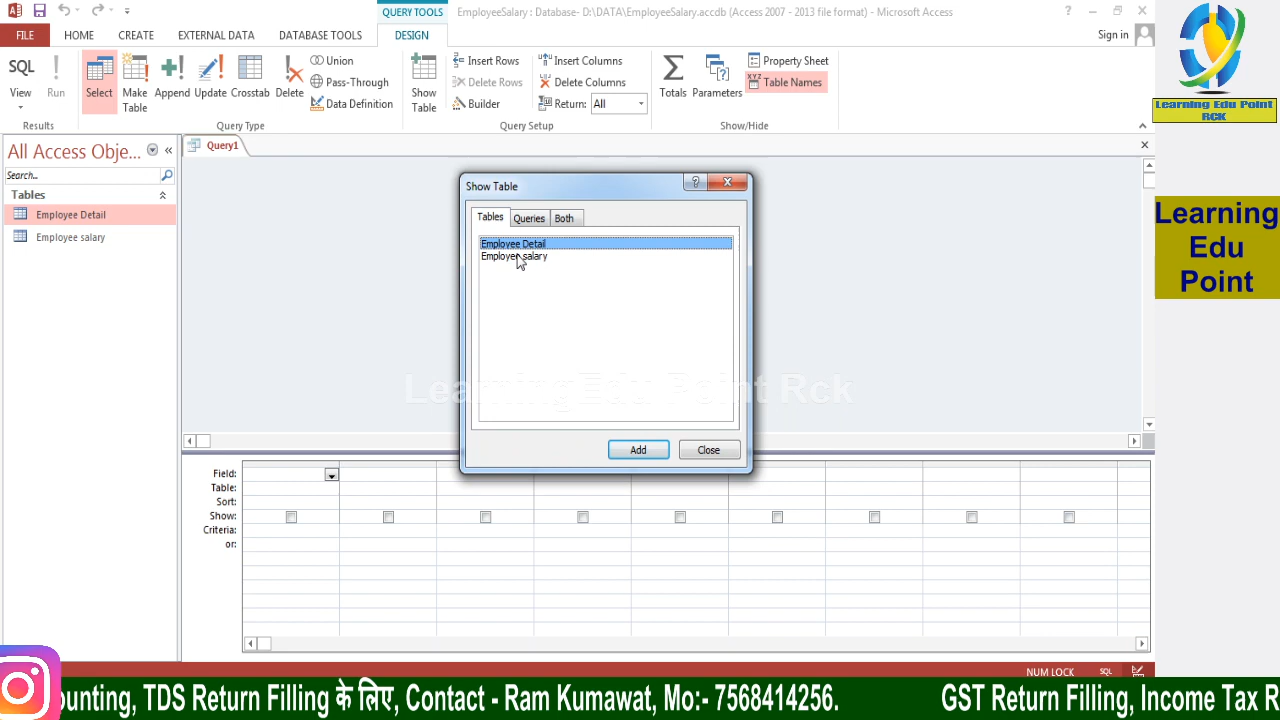 QUERY TOOLS
EmployeeSalary : Database- D:\DATA\EmployeeSalary.accdb (Access 2007 - 2013 file format) - Microsoft Access
?
FILE
HOME
CREATE
EXTERNAL DATA
DATABASE TOOLS
DESIGN
Sign in
SQL
View
Run
Select
Make
Table
Append
Update
Crosstab
Delete
Union
Pass-Through
Data Definition
Show
Table
Insert Rows
Delete Rows
Builder
Insert Columns
Delete Columns
Return: All
Totals
Parameters
Property Sheet
XYZ Table Names
Results
Query Type
Query Setup
Show/Hide
Learning Edu Point
RCK
All Access Obje...
Search...
Tables
Employee Detail
Employee salary
Query1
Show Table
?
Tables
Queries
Both
Employee Detail
Employee salary
Add
Close
Learning Edu Point Rck
Field:
Table:
Sort:
Show:
Criteria:
or:
Learning
Edu
Point
NUM LOCK
SQL
ounting, TDS Return Filling के लिए, Contact - Ram Kumawat, Mo:- 7568414256. GST Return Filling, Income Tax R